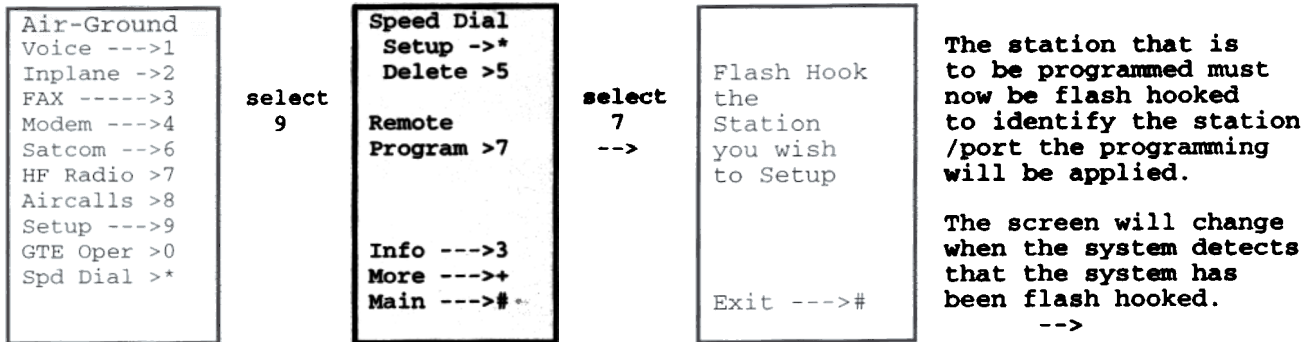 Air-Ground
Voice --->1
Inplane ->2
FAX ----->3
Modem --->4
Satcom -->6
HF Radio >7
Aircalls >8
Setup --->9
GTE Oper >0
Spd Dial >*
select
9
Speed Dial
Setup ->*
Delete >5
Remote
Program >7
Info --->3
More --->+
Main --->#
select
7
-->
Flash Hook
the
Station
you wish
to Setup
Exit --->#
The station that is
to be programmed must
now be flash hooked
to identify the station
/port the programming
will be applied.
The screen will change
when the system detects
that the system has
been flash hooked.
-->